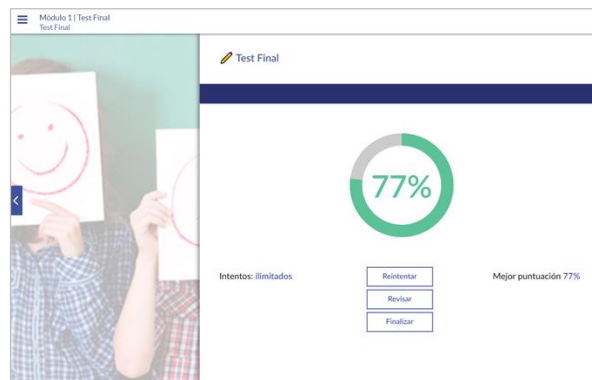 Módulo 1 | Test Final
Test Final
Test Final
77%
Intentos: ilimitados
Reintentar
Mejor puntuación 77%
Revisar
Finalizar